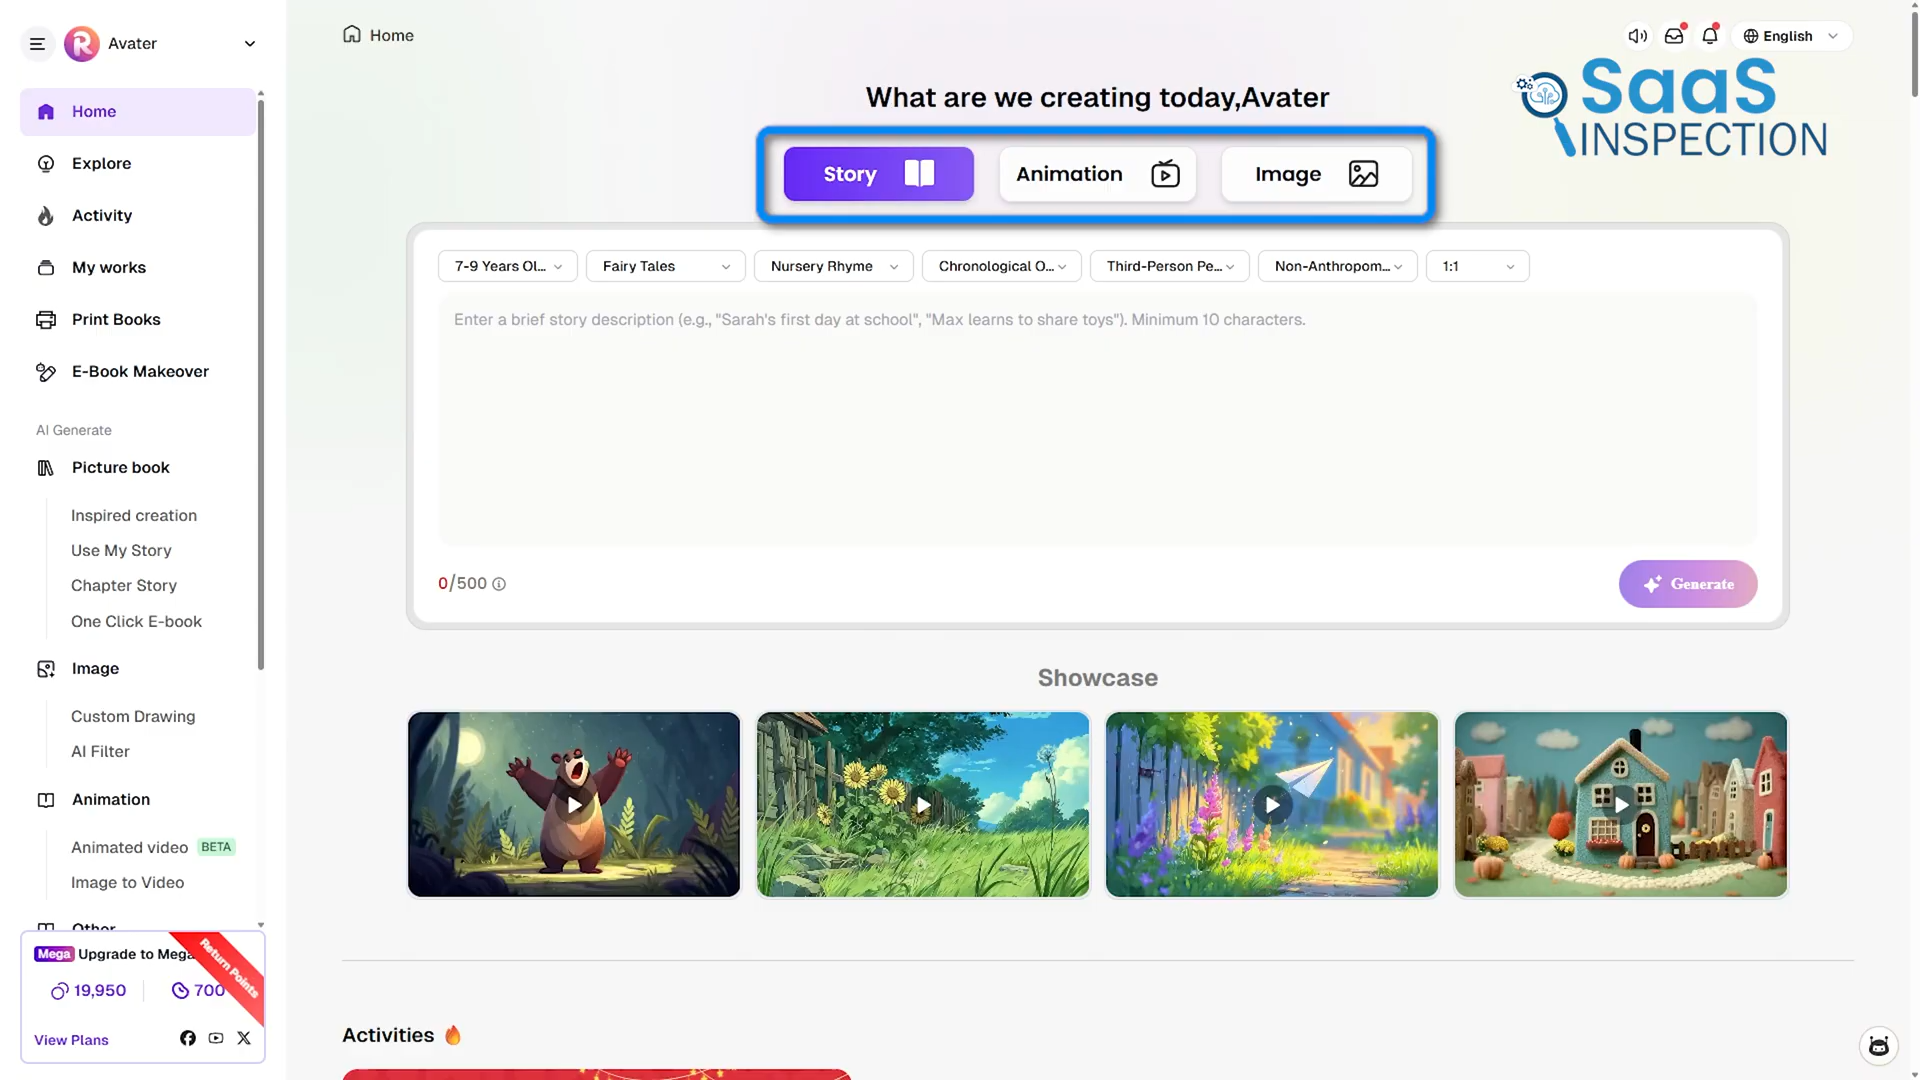 Avater
Home
Explore
Activity
My works
Print Books
E-Book Makeover
AI Generate
Picture book
Inspired creation
Use My Story
Chapter Story
One Click E-book
Image
Custom Drawing
AI Filter
Animation
Animated video BETA
Image to Video
Other
Mega Upgrade to Mega
Return Points
19,950 700
View Plans
Home
English
SaaS
INSPECTION
What are we creating today,Avater
Story Animation Image
7-9 Years Ol... Fairy Tales Nursery Rhyme Chronological O... Third-Person Pe... Non-Anthropom... 1:1
Enter a brief story description (e.g., "Sarah's first day at school", "Max learns to share toys"). Minimum 10 characters.
0/500
Generate
Showcase
Activities